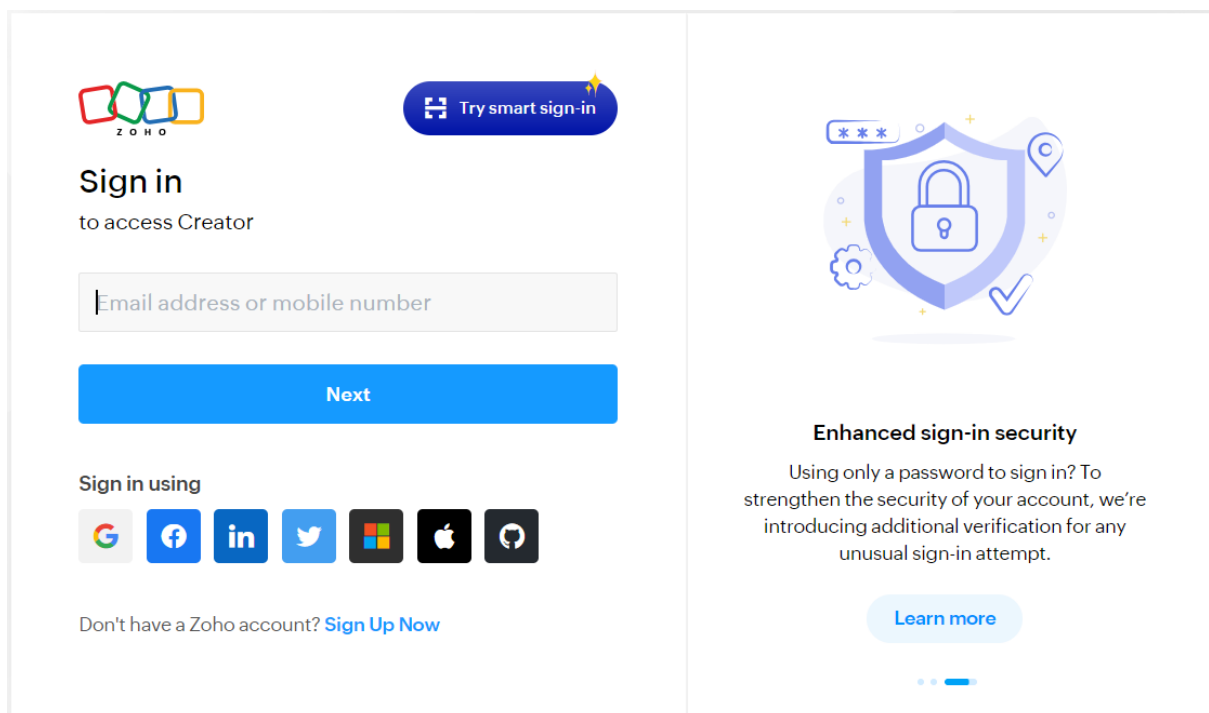 ZOHO
Try smart sign-in
Sign in
to access Creator
Email address or mobile number
Next
Sign in using
in
Don't have a Zoho account? Sign Up Now
***
Enhanced sign-in security
Using only a password to sign in? To
strengthen the security of your account, we're
introducing additional verification for any
unusual sign-in attempt.
Learn more